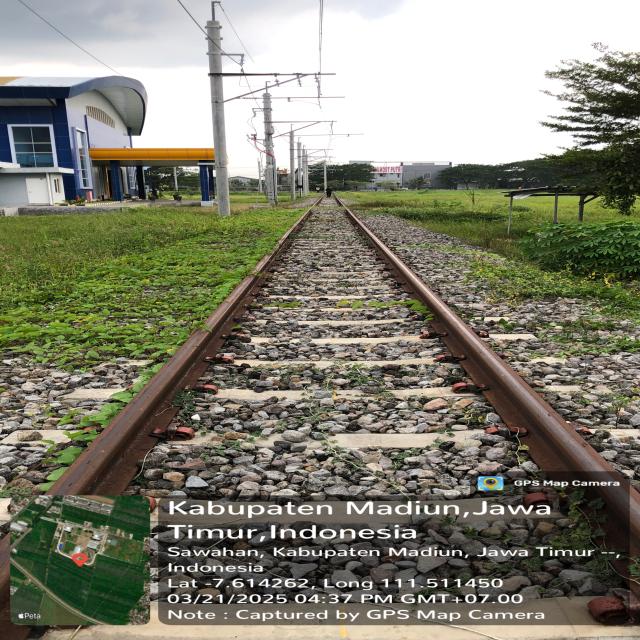 GPS Map Camera
Kabupaten Madiun,Jawa
Timur,Indonesia
Sawahan, Kabupaten Madiun, Jawa Timur --,
Indonesia
Lat -7.614262, Long 111.511450
03/21/2025 04:37 PM GMT+07.00
Note : Captured by GPS Map Camera
Peta